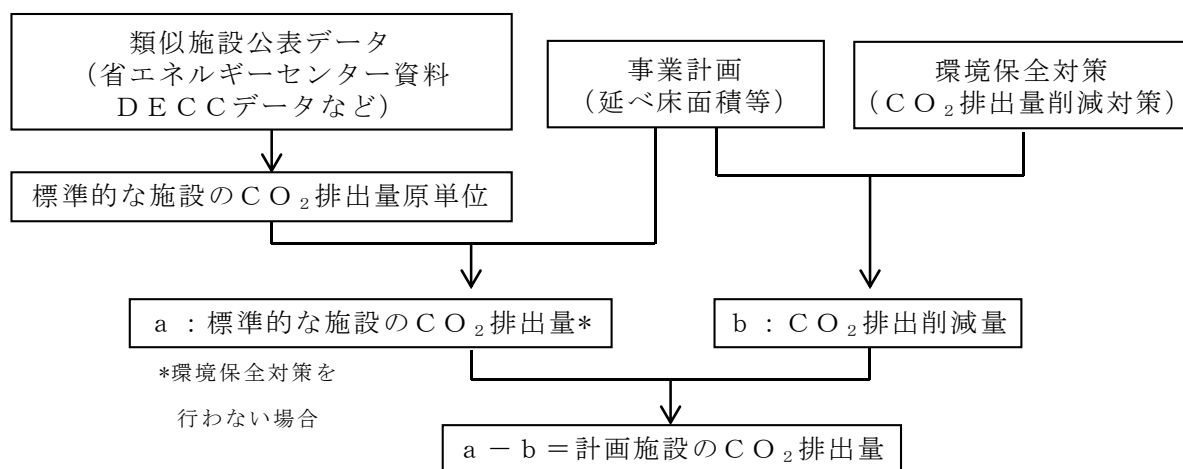 類似施設公表データ
（省エネルギーセンター資料
ＤＥＣＣデータなど）
事業計画
（延べ床面積等）
環境保全対策
（ＣＯ₂排出量削減対策）
標準的な施設のＣＯ₂排出量原単位
ａ：標準的な施設のＣＯ₂排出量*
ｂ：ＣＯ₂排出削減量
*環境保全対策を
行わない場合
ａ－ｂ＝計画施設のＣＯ₂排出量